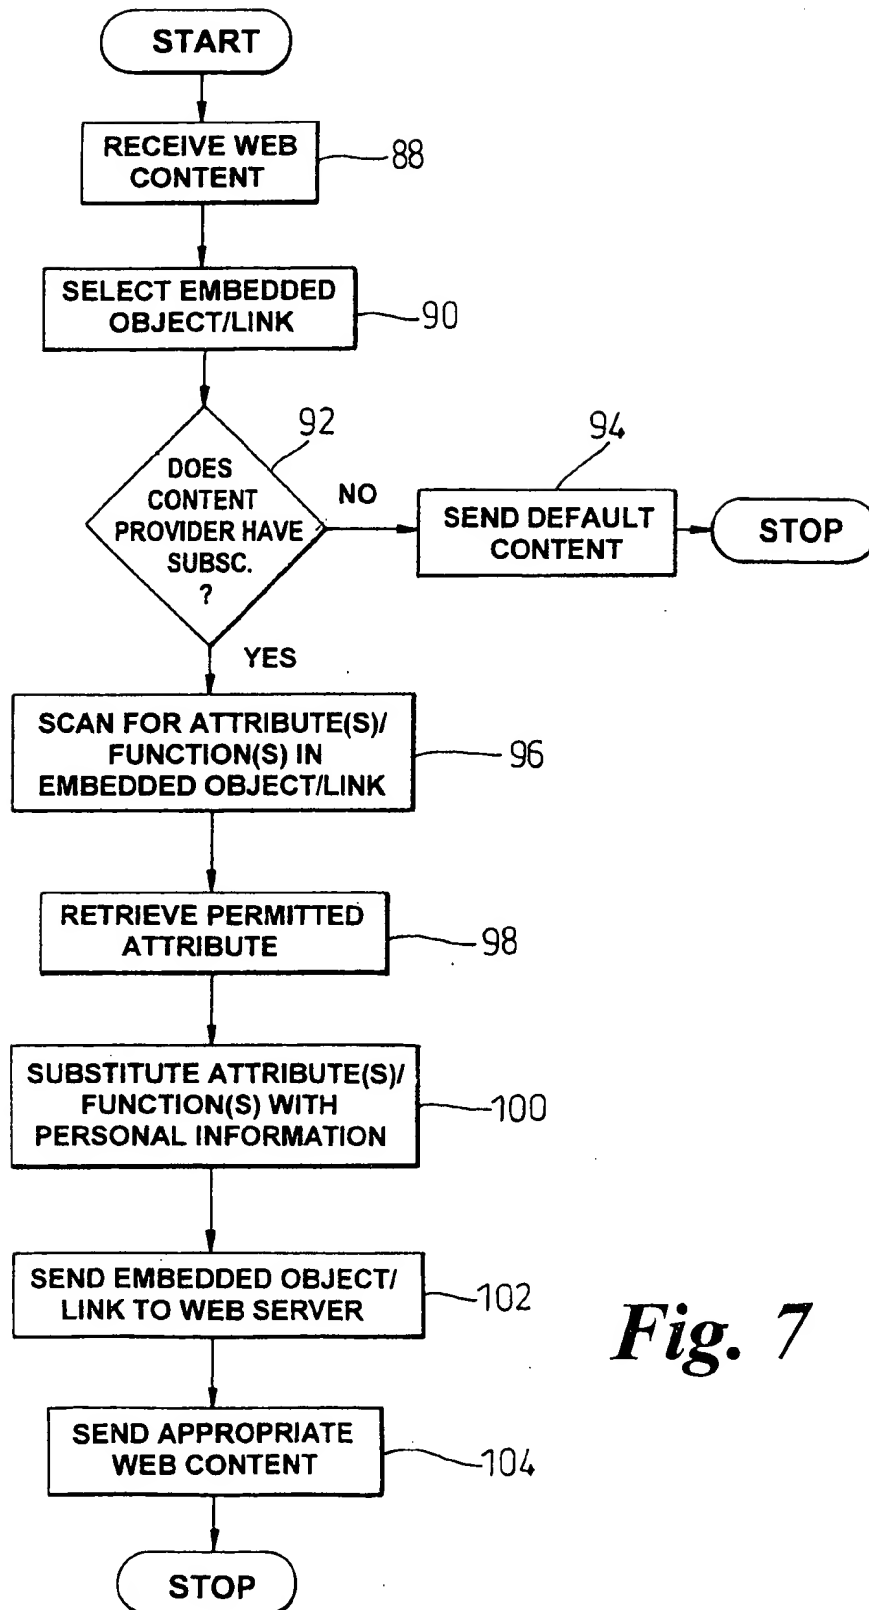 START
RECEIVE WEB
CONTENT
88
SELECT EMBEDDED
OBJECT/LINK
90
92
DOES
CONTENT
PROVIDER HAVE
SUBSC.
?
NO
94
SEND DEFAULT
CONTENT
STOP
YES
SCAN FOR ATTRIBUTE(S)/
FUNCTION(S) IN
EMBEDDED OBJECT/LINK
96
RETRIEVE PERMITTED
ATTRIBUTE
98
SUBSTITUTE ATTRIBUTE(S)/
FUNCTION(S) WITH
PERSONAL INFORMATION
100
SEND EMBEDDED OBJECT/
LINK TO WEB SERVER
102
SEND APPROPRIATE
WEB CONTENT
104
STOP
Fig. 7